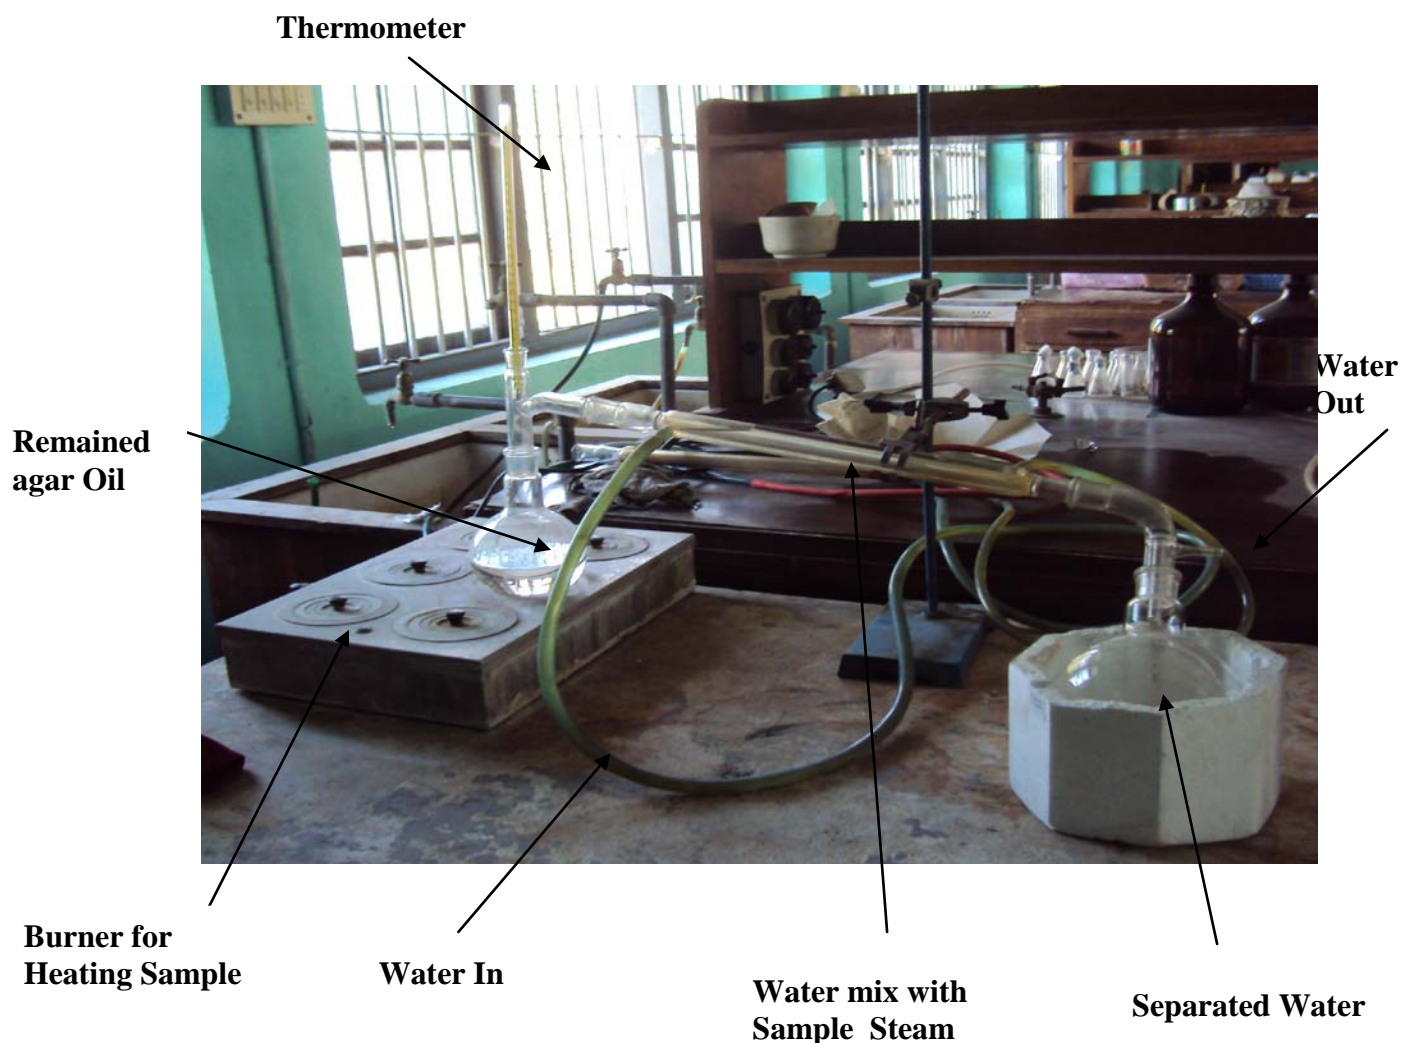 Thermometer
Water
Out
Remained
agar Oil
Burner for
Heating Sample
Water In
Water mix with
Sample Steam
Separated Water